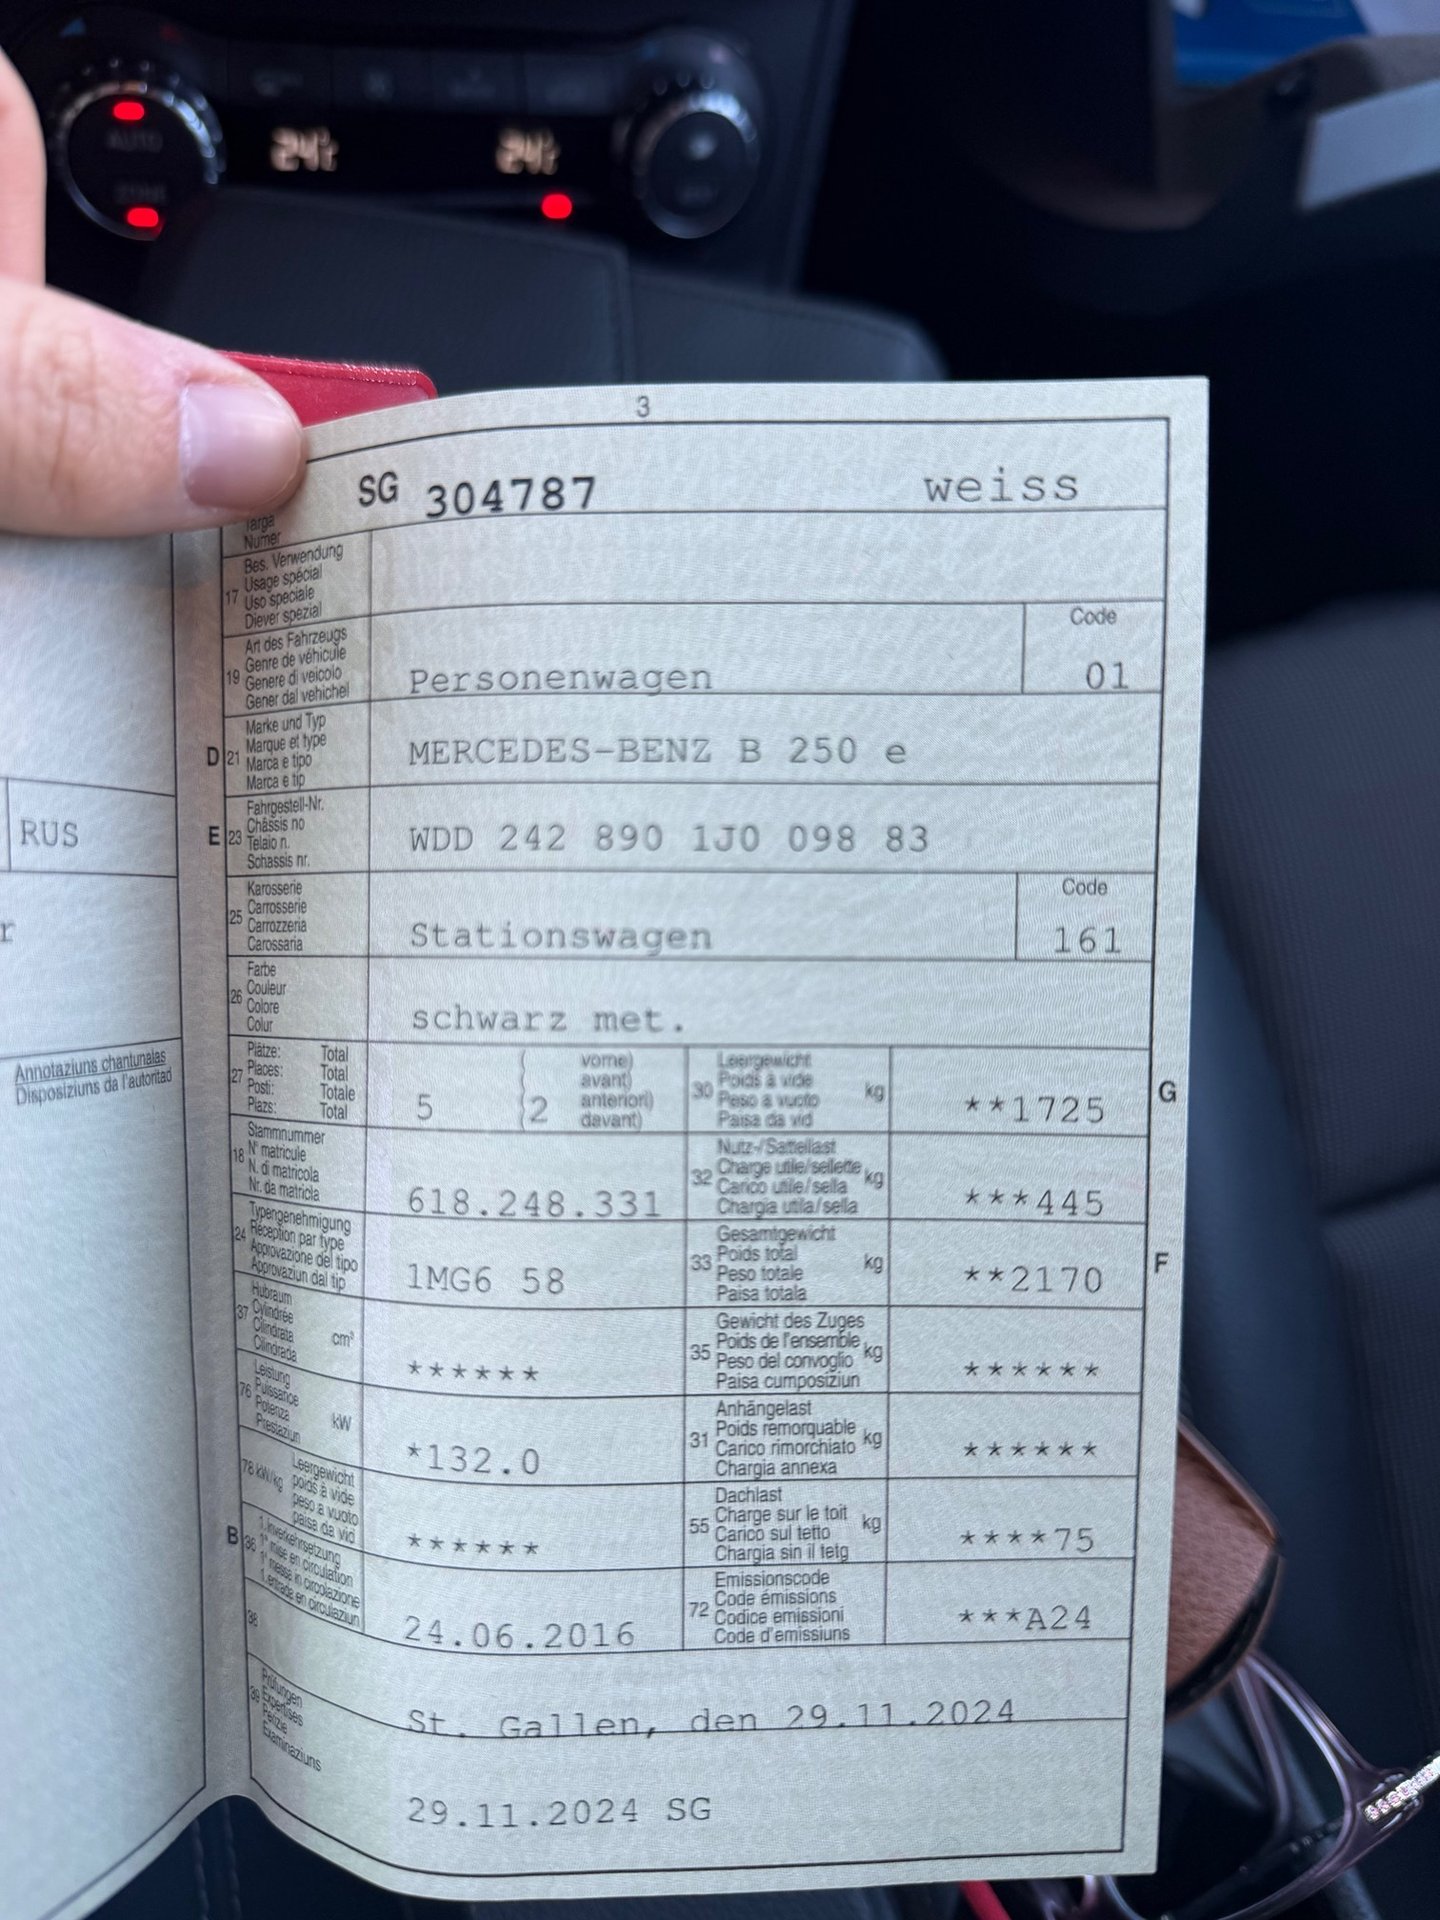 AUTO
24°c 24°c
RUS
r
Annotaziuns chantunalas
Disposiziuns da l'autoritad
3
SG 304787 weiss
Targa
Numer
17 Bes. Verwendung
Usage spécial
Uso speciale
Diever spezial
19 Art des Fahrzeugs
Genre de véhicule
Genere di veicolo
Gener dal vehichel
Personenwagen
Code
01
D 21 Marke und Typ
Marque et type
Marca e tipo
Marca e tip
MERCEDES-BENZ B 250 e
E 23 Fahrgestell-Nr.
Châssis no
Telaio n.
Schassis nr.
WDD 242 890 1J0 098 83
25 Karosserie
Carrosserie
Carrozzeria
Carossaria
Stationswagen
Code
161
26 Farbe
Couleur
Colore
Colur
schwarz met.
27 Plätze: Total
Places: Total
Posti: Totale
Plazs: Total
5 (2 vorne)
avant)
anteriori)
davant)
30 Leergewicht
Poids à vide
Peso a vuoto
Paisa da vid
kg
**1725
G
18 Stammnummer
N° matricule
N. di matricola
Nr. da matricla
618.248.331
32 Nutz-/Sattellast
Charge utile/sellette
Carico utile/sella
Chargia utila/sella
kg
***445
24 Typengenehmigung
Réception par type
Approvazione del tipo
Approvaziun dal tip
1MG6 58
33 Gesamtgewicht
Poids total
Peso totale
Paisa totala
kg
**2170
F
37 Hubraum
Cylindrée
Cilindrata
Cilindrada
cm³
******
35 Gewicht des Zuges
Poids de l'ensemble
Peso del convoglio
Paisa cumposiziun
kg
******
76 Leistung
Puissance
Potenza
Prestaziun
kW
*132.0
31 Anhängelast
Poids remorquable
Carico rimorchiato
Chargia annexa
kg
******
78 kW/kg Leergewicht
poids à vide
peso a vuoto
paisa da vid
******
55 Dachlast
Charge sur le toit
Carico sul tetto
Chargia sin il tetg
kg
****75
B 36 1. Inverkehrsetzung
1re mise en circulation
1a messa in circolazione
1. entrada en circulaziun
24.06.2016
72 Emissionscode
Code émissions
Codice emissioni
Code d'emissiuns
***A24
38
St. Gallen, den 29.11.2024
39 Prüfungen
Expertises
Perizie
Examinaziuns
29.11.2024 SG